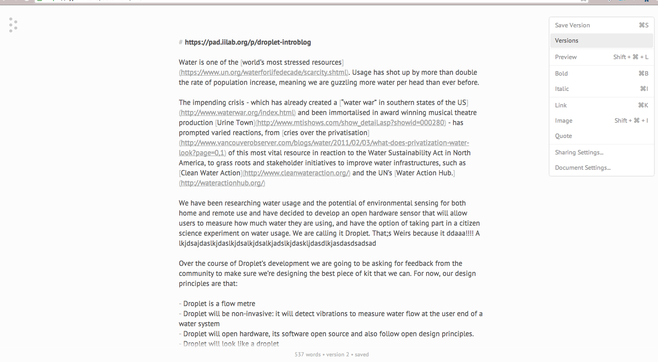 # https://pad.iilab.org/p/droplet-introblog
Water is one of the [world's most stressed resources]
(https://www.un.org/waterforlifedecade/scarcity.shtml). Usage has shot up by more than double
the rate of population increase, meaning we are guzzling more water per head than ever before.
The impending crisis - which has already created a ["water war" in southern states of the US]
(http://www.waterwar.org/index.html) and been immortalised in award winning musical theatre
production [Urine Town](http://www.mtishows.com/show_detail.asp?showid=000280) - has
prompted varied reactions, from [cries over the privatisation]
(http://www.vancouverobserver.com/blogs/water/2011/02/03/what-does-privatization-water-
look?page=0,1) of this most vital resource in reaction to the Water Sustainability Act in North
America, to grass roots and stakeholder initiatives to improve water infrastructures, such as
[Clean Water Action](http://www.cleanwateraction.org/) and the UN's [Water Action Hub.]
(http://wateractionhub.org/)
We have been researching water usage and the potential of environmental sensing for both
home and remote use and have decided to develop an open hardware sensor that will allow
users to measure how much water they are using, and have the option of taking part in a citizen
science experiment on water usage. We are calling it Droplet. That;s Weirs because it ddaaa!!!! A
Over the course of Droplet's development we are going to be asking for feedback from the
community to make sure we're designing the best piece of kit that we can. For now, our design
principles are that:
- Droplet is a flow metre
- Droplet will be non-invasive: it will detect vibrations to measure water flow at the user end of a
water system
- Droplet will open hardware, its software open source and also follow open design principles.
- Droplet will look like a droplet
537 words • version 2 • saved
Save Version ⌘S
Versions
Preview Shift + ⌘ + L
Bold ⌘B
Italic ⌘I
Link ⌘K
Image Shift + ⌘ + I
Quote
Sharing Settings...
Document Settings...